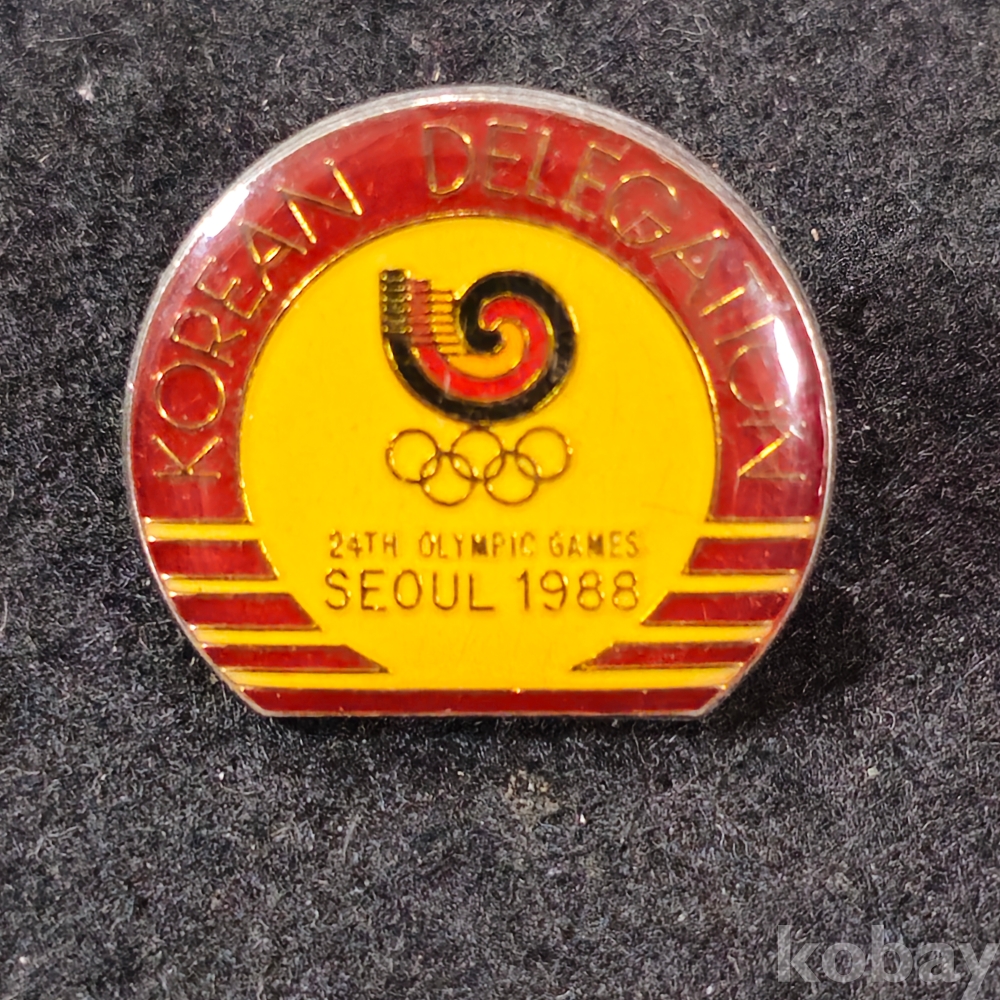 KOREAN DELEGATION
24TH OLYMPIC GAMES
SEOUL 1988
kobay